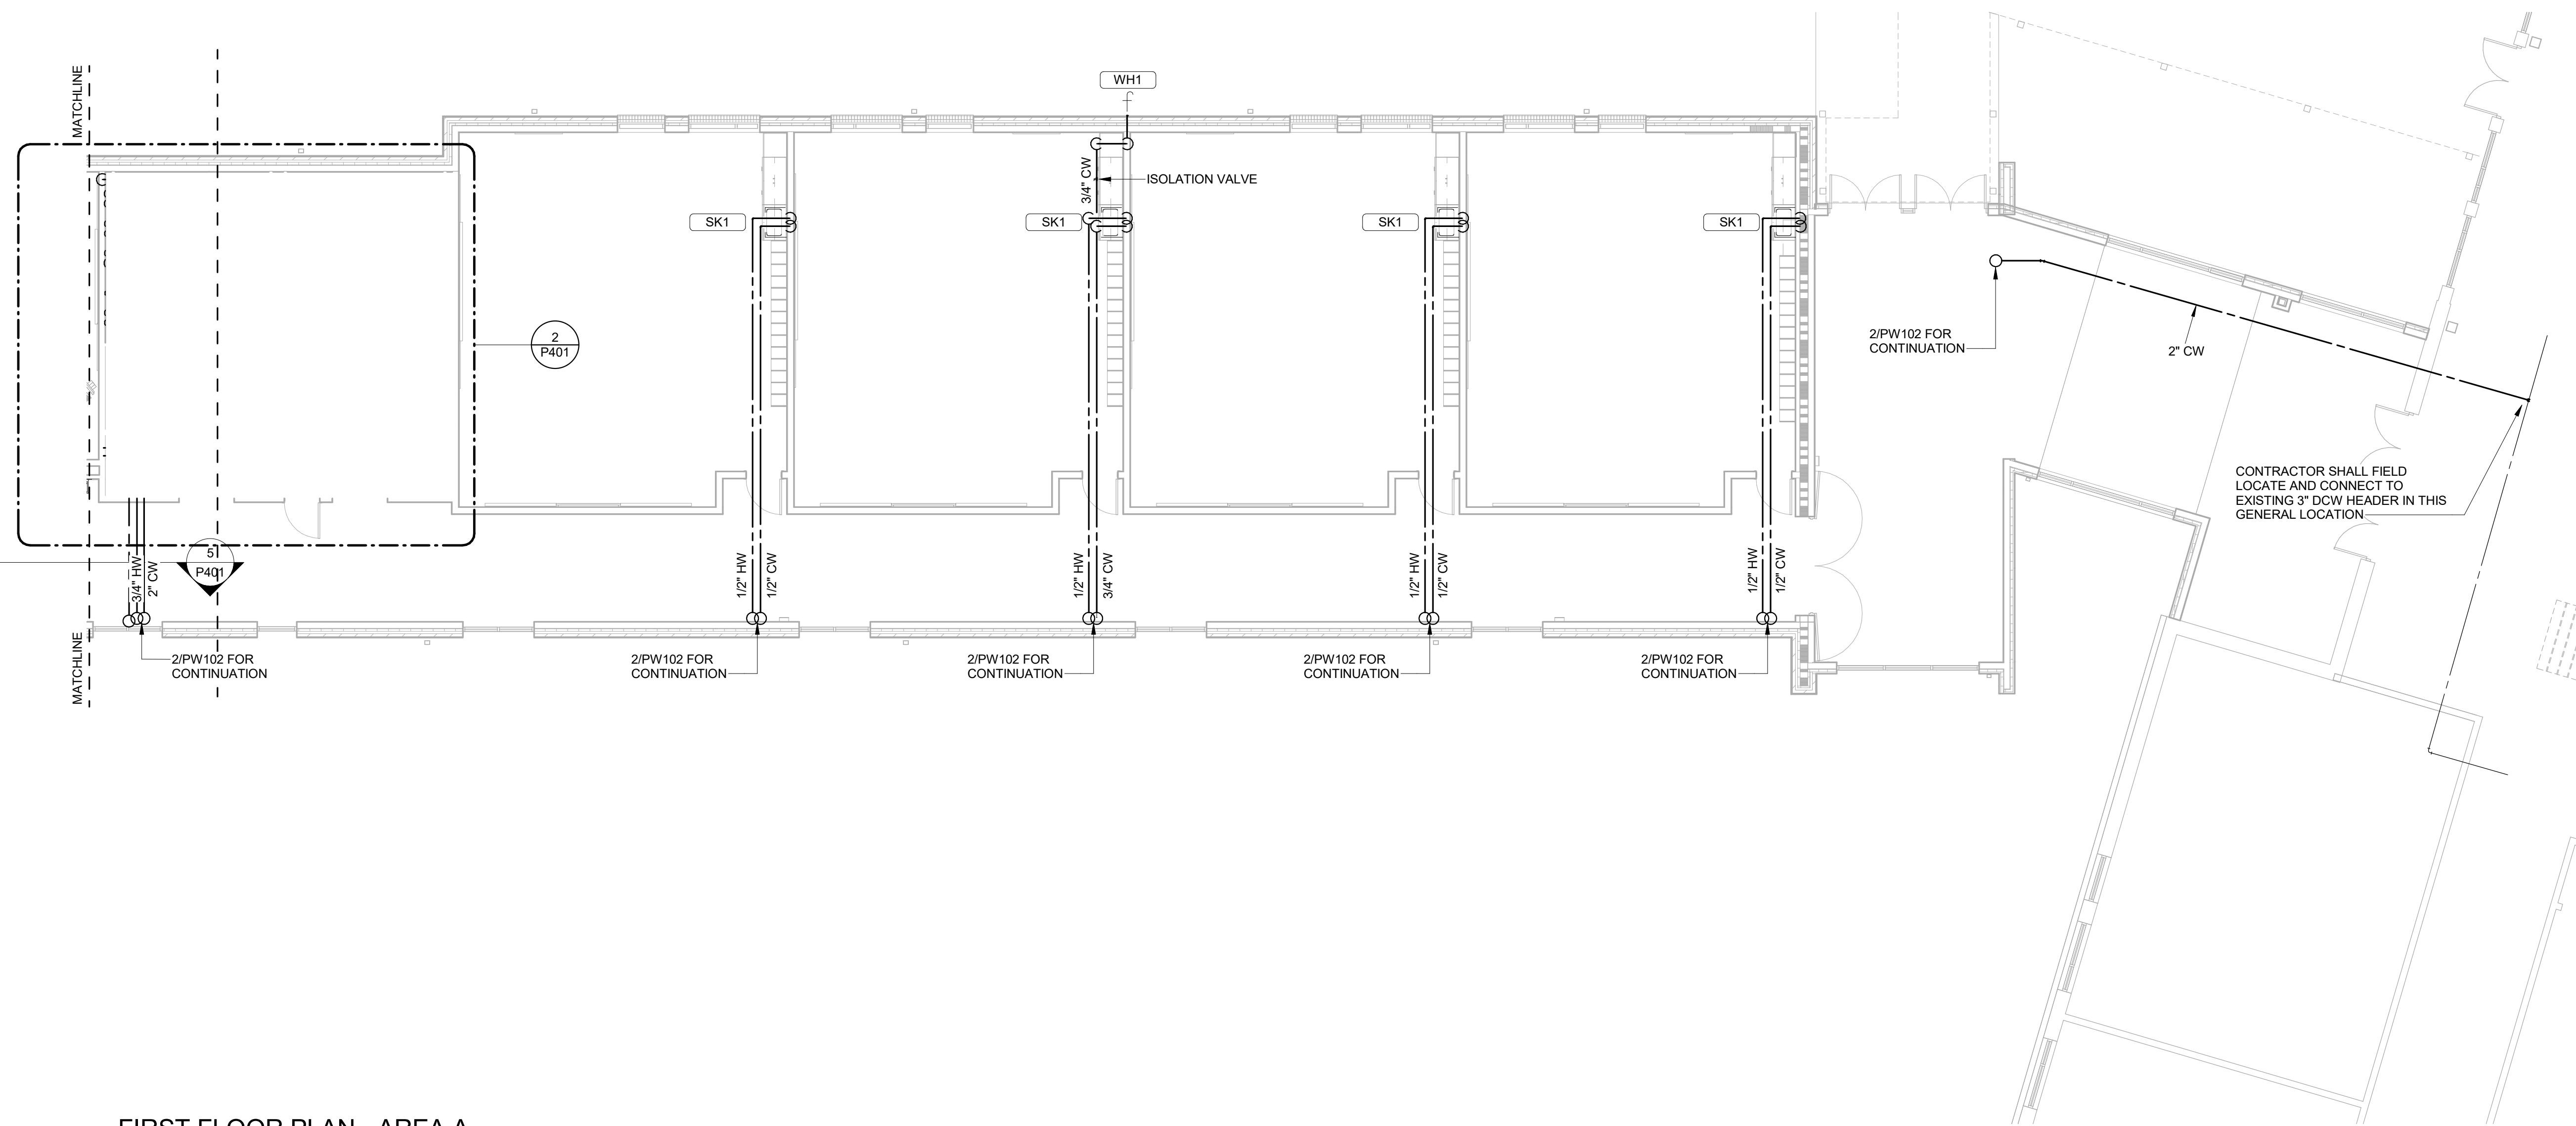 MATCHLINE
WH1
3/4" CW
ISOLATION VALVE
SK1
SK1
SK1
SK1
2
P401
2/PW102 FOR
CONTINUATION
2" CW
CONTRACTOR SHALL FIELD
LOCATE AND CONNECT TO
EXISTING 3" DCW HEADER IN THIS
GENERAL LOCATION
3/4" HW
2" CW
5
P401
1/2" HW
1/2" CW
1/2" HW
3/4" CW
1/2" HW
1/2" CW
1/2" HW
1/2" CW
MATCHLINE
2/PW102 FOR
CONTINUATION
2/PW102 FOR
CONTINUATION
2/PW102 FOR
CONTINUATION
2/PW102 FOR
CONTINUATION
2/PW102 FOR
CONTINUATION
FIRST FLOOR PLAN - AREA A